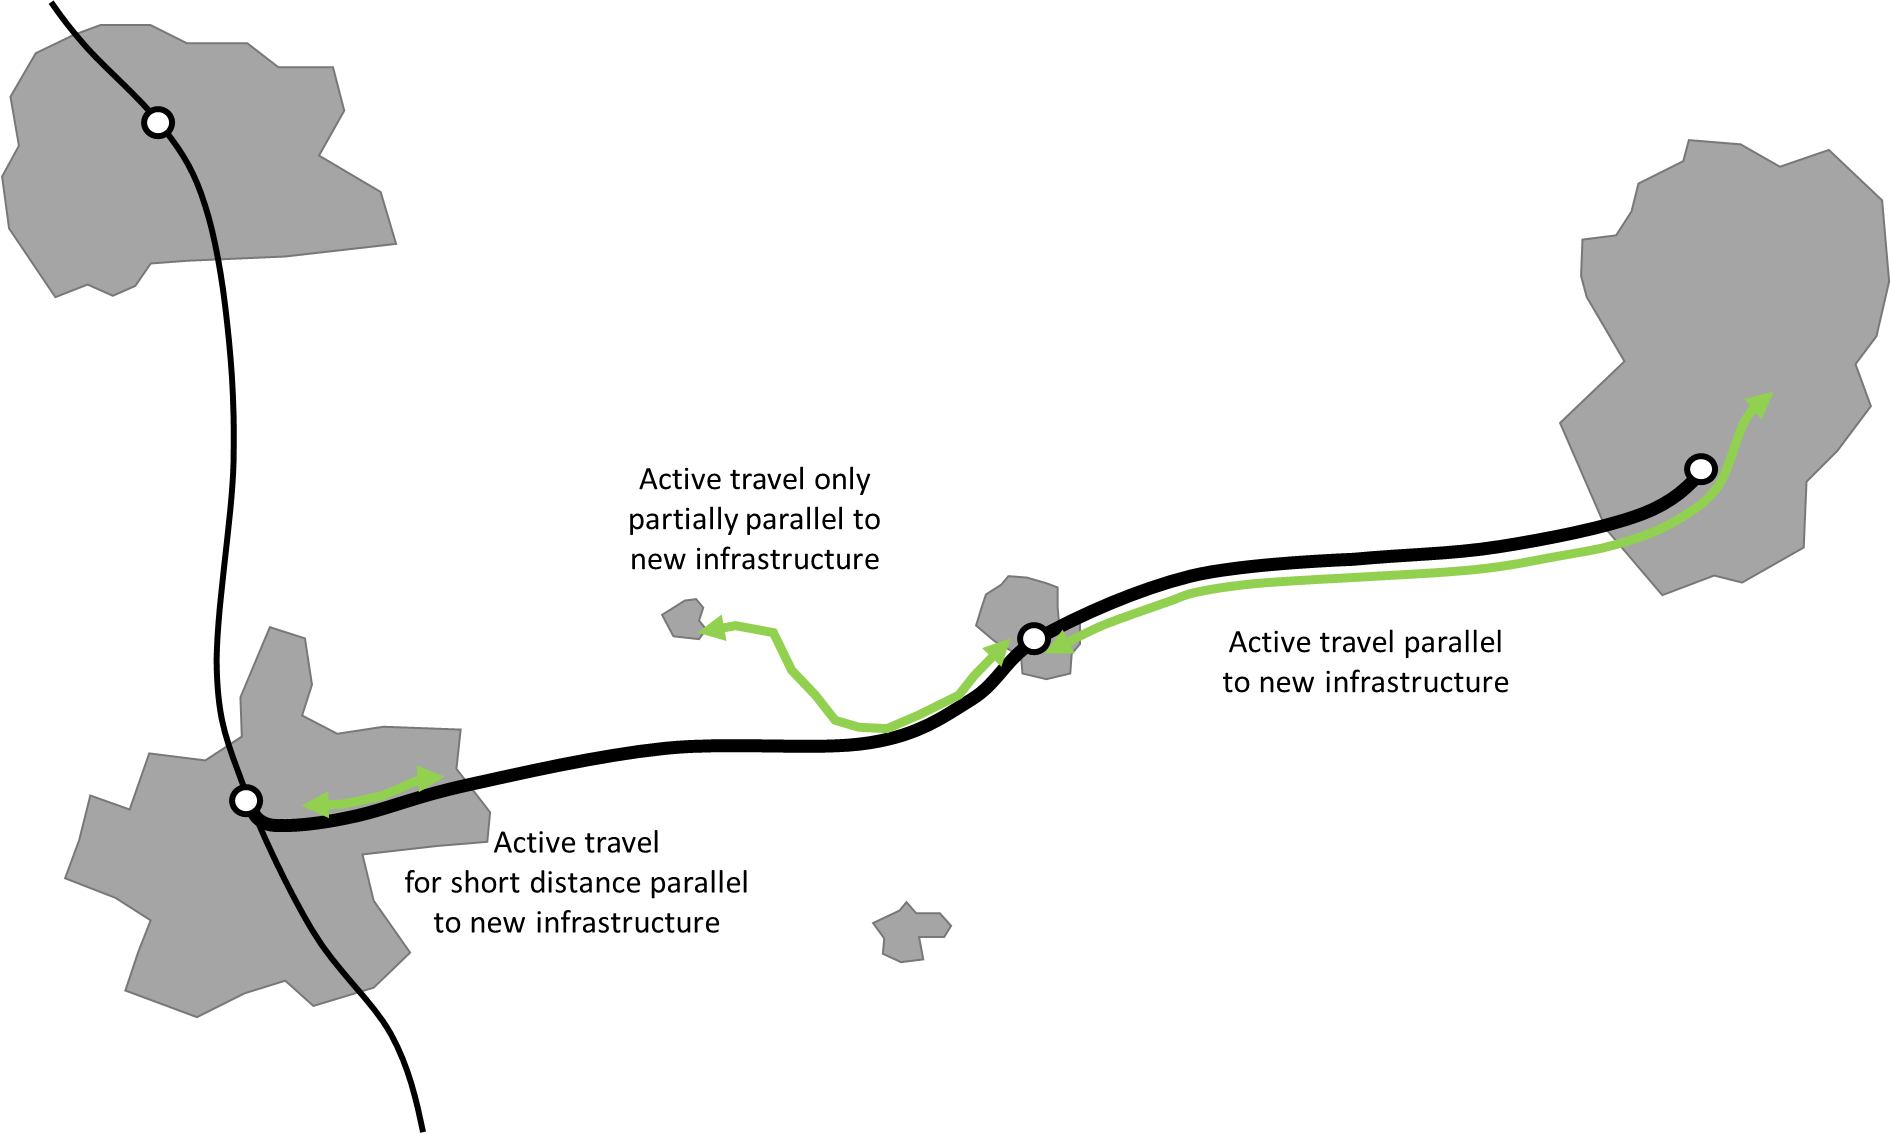 Active travel only
partially parallel to
new infrastructure
Active travel parallel
to new infrastructure
Active travel
for short distance parallel
to new infrastructure